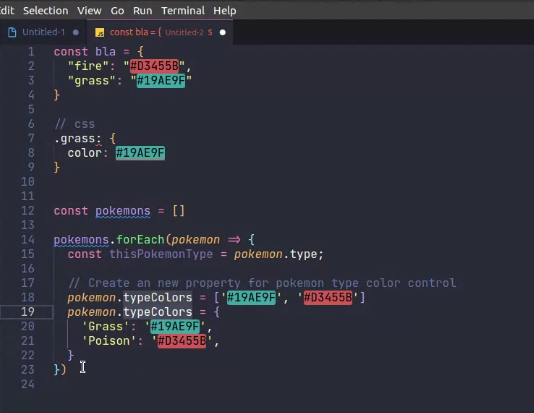 dit Selection View Go Run Terminal Help
Untitled-1 const bla = { Untitled-2 5
1 const bla = {
2 "fire": "#D3455B",
3 "grass": "#19AE9F"
4 }
5
6 // css
7 .grass: {
8 color: #19AE9F
9 }
10
11
12 const pokemons = []
13
14 pokemons.forEach(pokemon => {
15 const thisPokemonType = pokemon.type;
16
17 // Create an new property for pokemon type color control
18 pokemon.typeColors = ['#19AE9F', '#D3455B']
19 pokemon.typeColors = {
20 'Grass': '#19AE9F',
21 'Poison': '#D3455B',
22 }
23 })
24